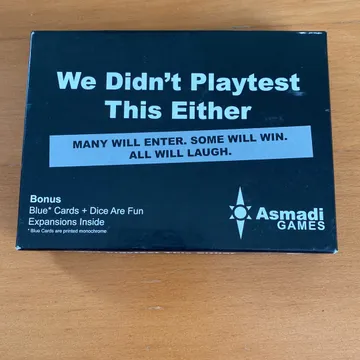 We Didn't Playtest
This Either
MANY WILL ENTER. SOME WILL WIN.
ALL WILL LAUGH.
Bonus
Blue* Cards + Dice Are Fun
Expansions Inside
* Blue Cards are printed monochrome
Asmadi
GAMES